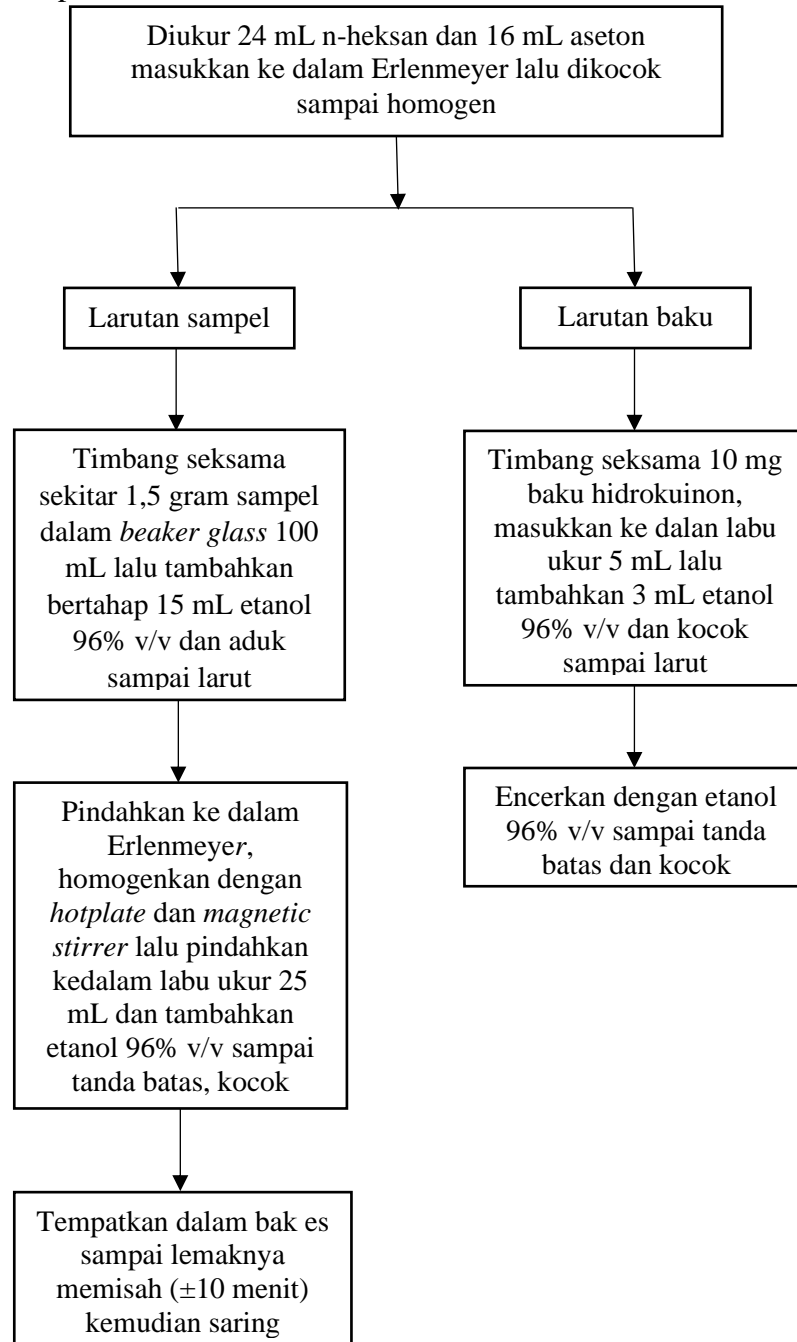 Diukur 24 mL n-heksan dan 16 mL aseton
masukkan ke dalam Erlenmeyer lalu dikocok
sampai homogen
Larutan sampel
Larutan baku
Timbang seksama
sekitar 1,5 gram sampel
dalam beaker glass 100
mL lalu tambahkan
bertahap 15 mL etanol
96% v/v dan aduk
sampai larut
Timbang seksama 10 mg
baku hidrokuinon,
masukkan ke dalan labu
ukur 5 mL lalu
tambahkan 3 mL etanol
96% v/v dan kocok
sampai larut
Pindahkan ke dalam
Erlenmeyer,
homogenkan dengan
hotplate dan magnetic
stirrer lalu pindahkan
kedalam labu ukur 25
mL dan tambahkan
etanol 96% v/v sampai
tanda batas, kocok
Encerkan dengan etanol
96% v/v sampai tanda
batas dan kocok
Tempatkan dalam bak es
sampai lemaknya
memisah (±10 menit)
kemudian saring